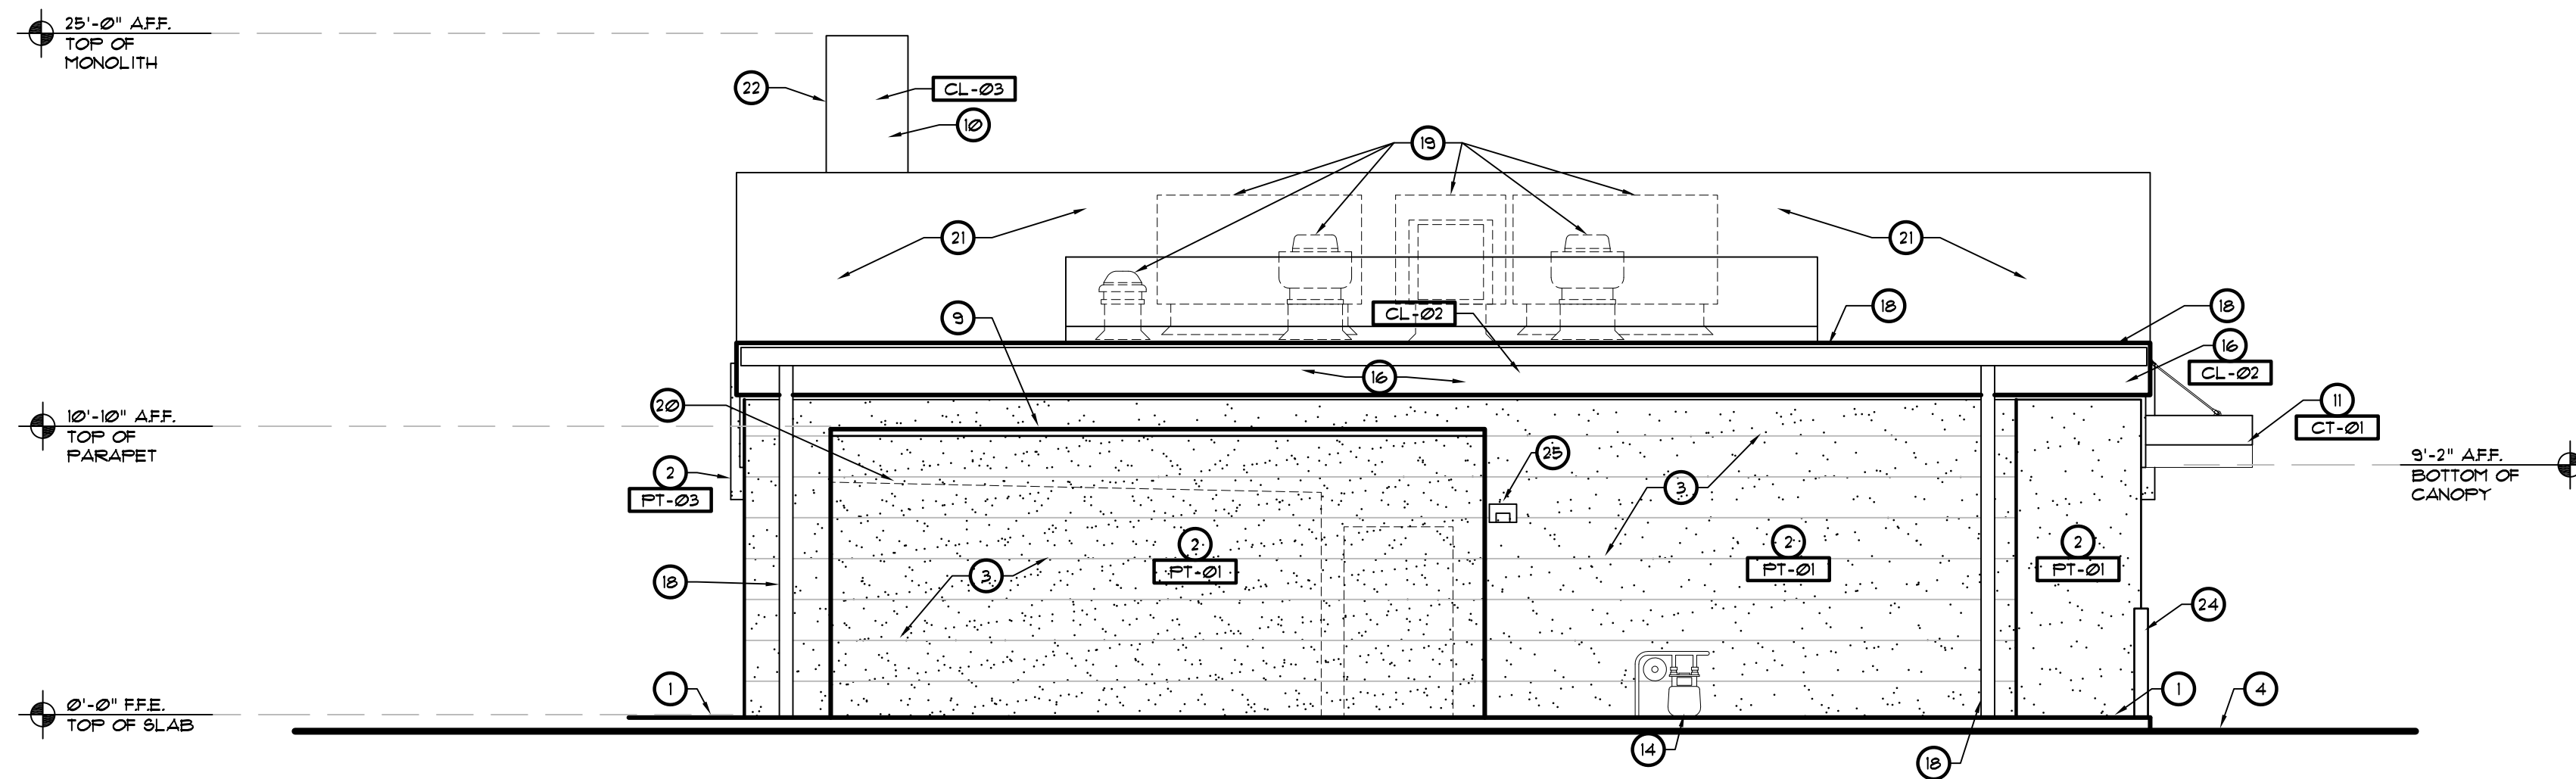 25'-0" A.F.F.
TOP OF
MONOLITH
22
CL-03
10
19
21
21
9
CL-02
18
18
16
16
CL-02
20
11
CT-01
10'-10" A.F.F.
TOP OF
PARAPET
2
PT-03
25
3
9'-2" A.F.F.
BOTTOM OF
CANOPY
2
PT-01
2
PT-01
2
PT-01
18
3
24
1
0'-0" F.F.E.
TOP OF SLAB
1
4
14
18